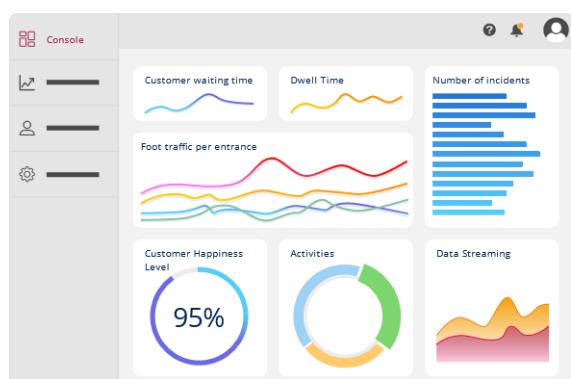 Console
Customer waiting time
Dwell Time
Number of incidents
Foot traffic per entrance
Customer Happiness
Level
95%
Activities
Data Streaming